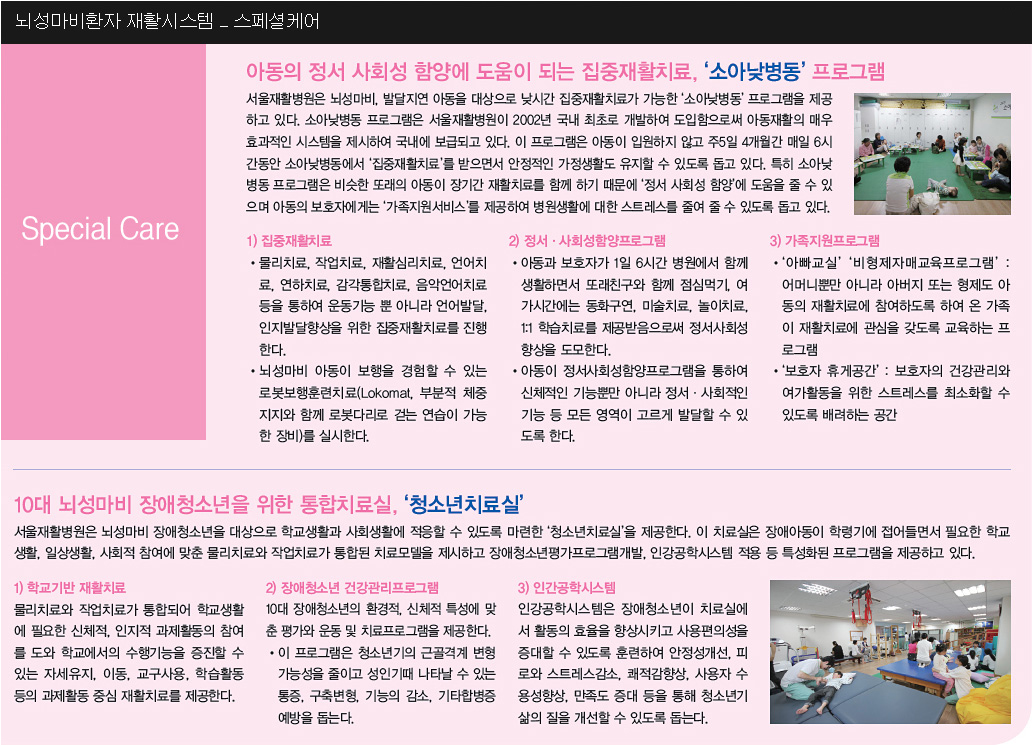 뇌성마비환자 재활시스템 _ 스페셜케어
Special Care
아동의 정서 사회성 함양에 도움이 되는 집중재활치료, ‘소아낮병동’ 프로그램
서울재활병원은 뇌성마비, 발달지연 아동을 대상으로 낮시간 집중재활치료가 가능한 ‘소아낮병동’ 프로그램을 제공
하고 있다. 소아낮병동 프로그램은 서울재활병원이 2002년 국내 최초로 개발하여 도입함으로써 아동재활의 매우
효과적인 시스템을 제시하여 국내에 보급되고 있다. 이 프로그램은 아동이 입원하지 않고 주5일 4개월간 매일 6시
간동안 소아낮병동에서 ‘집중재활치료’를 받으면서 안정적인 가정생활도 유지할 수 있도록 돕고 있다. 특히 소아낮
병동 프로그램은 비슷한 또래의 아동이 장기간 재활치료를 함께 하기 때문에 ‘정서 사회성 함양’에 도움을 줄 수 있
으며 아동의 보호자에게는 ‘가족지원서비스’를 제공하여 병원생활에 대한 스트레스를 줄여 줄 수 있도록 돕고 있다.
1) 집중재활치료
• 물리치료, 작업치료, 재활심리치료, 언어치
료, 연하치료, 감각통합치료, 음악언어치료
등을 통하여 운동기능 뿐 아니라 언어발달,
인지발달향상을 위한 집중재활치료를 진행
한다.
• 뇌성마비 아동이 보행을 경험할 수 있는
로봇보행훈련치료(Lokomat, 부분적 체중
지지와 함께 로봇다리로 걷는 연습이 가능
한 장비)를 실시한다.
2) 정서 · 사회성함양프로그램
• 아동과 보호자가 1일 6시간 병원에서 함께
생활하면서 또래친구와 함께 점심먹기, 여
가시간에는 동화구연, 미술치료, 놀이치료,
1:1 학습치료를 제공받음으로써 정서사회성
향상을 도모한다.
• 아동이 정서사회성함양프로그램을 통하여
신체적인 기능뿐만 아니라 정서 · 사회적인
기능 등 모든 영역이 고르게 발달할 수 있
도록 한다.
3) 가족지원프로그램
• ‘아빠교실’ ‘비형제자매교육프로그램’ :
어머니뿐만 아니라 아버지 또는 형제도 아
동의 재활치료에 참여하도록 하여 온 가족
이 재활치료에 관심을 갖도록 교육하는 프
로그램
• ‘보호자 휴게공간’ : 보호자의 건강관리와
여가활동을 위한 스트레스를 최소화할 수
있도록 배려하는 공간
10대 뇌성마비 장애청소년을 위한 통합치료실, ‘청소년치료실’
서울재활병원은 뇌성마비 장애청소년을 대상으로 학교생활과 사회생활에 적응할 수 있도록 마련한 ‘청소년치료실’을 제공한다. 이 치료실은 장애아동이 학령기에 접어들면서 필요한 학교
생활, 일상생활, 사회적 참여에 맞춘 물리치료와 작업치료가 통합된 치료모델을 제시하고 장애청소년평가프로그램개발, 인강공학시스템 적용 등 특성화된 프로그램을 제공하고 있다.
1) 학교기반 재활치료
물리치료와 작업치료가 통합되어 학교생활
에 필요한 신체적, 인지적 과제활동의 참여
를 도와 학교에서의 수행기능을 증진할 수
있는 자세유지, 이동, 교구사용, 학습활동
등의 과제활동 중심 재활치료를 제공한다.
2) 장애청소년 건강관리프로그램
10대 장애청소년의 환경적, 신체적 특성에 맞
춘 평가와 운동 및 치료프로그램을 제공한다.
• 이 프로그램은 청소년기의 근골격계 변형
가능성을 줄이고 성인기때 나타날 수 있는
통증, 구축변형, 기능의 감소, 기타합병증
예방을 돕는다.
3) 인간공학시스템
인강공학시스템은 장애청소년이 치료실에
서 활동의 효율을 향상시키고 사용편의성을
증대할 수 있도록 훈련하여 안정성개선, 피
로와 스트레스감소, 쾌적감향상, 사용자 수
용성향상, 만족도 증대 등을 통해 청소년기
삶의 질을 개선할 수 있도록 돕는다.